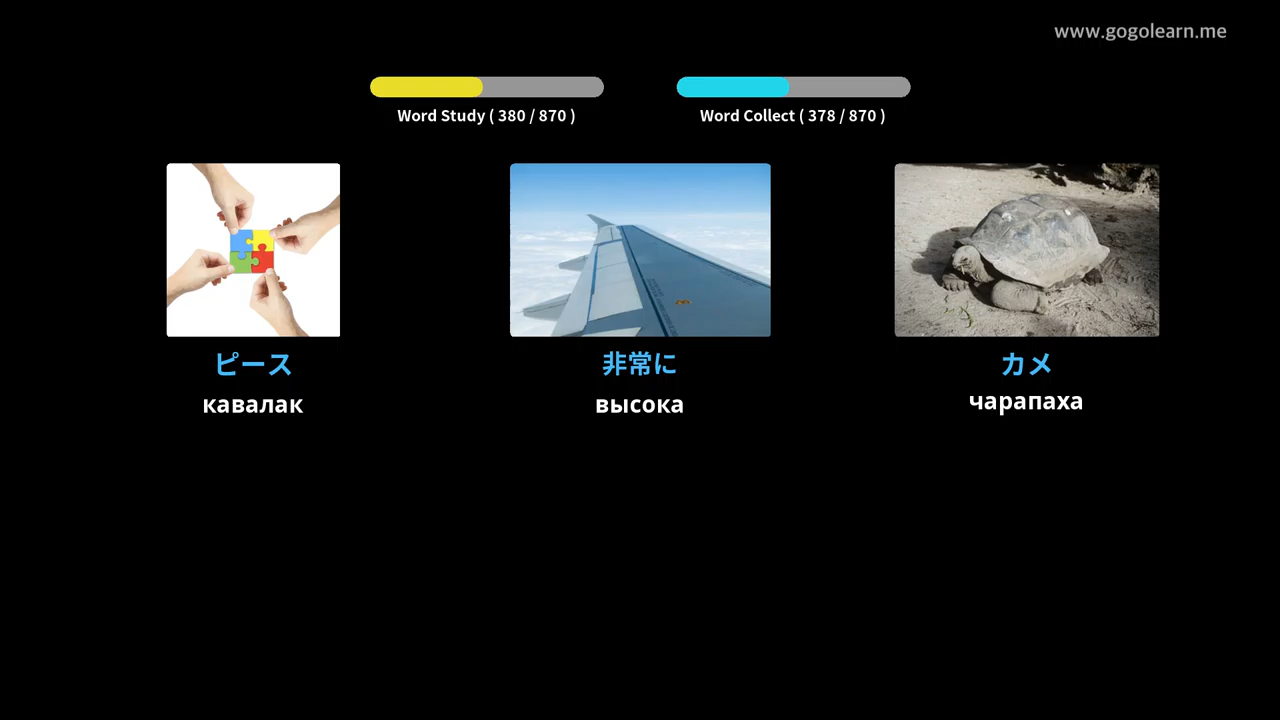 www.gogolearn.me
Word Study ( 380 / 870 )
Word Collect ( 378 / 870 )
ピース
非常に
カメ
кавалак
высока
чарапаха